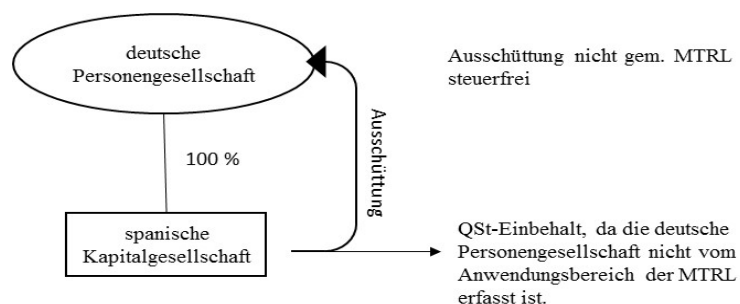 deutsche
Personengesellschaft
Ausschüttung nicht gem. MTRL
steuerfrei
100 %
Ausschüttung
spanische
Kapitalgesellschaft
QSt-Einbehalt, da die deutsche
Personengesellschaft nicht vom
Anwendungsbereich der MTRL
erfasst ist.